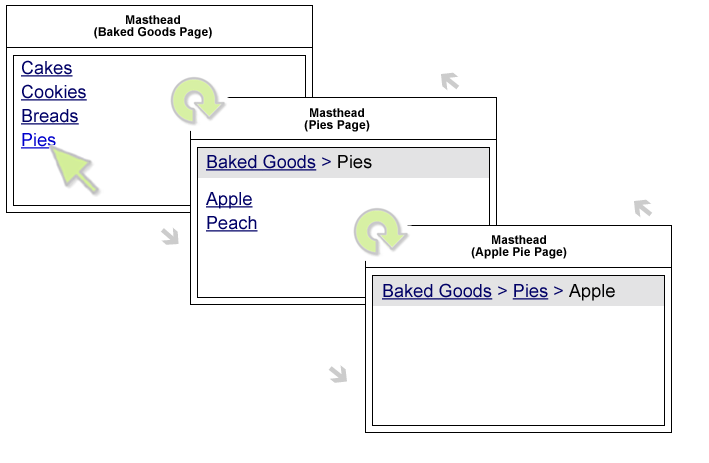 Masthead
(Baked Goods Page)
Cakes
Cookies
Breads
Pies
Masthead
(Pies Page)
Baked Goods > Pies
Apple
Peach
Masthead
(Apple Pie Page)
Baked Goods > Pies > Apple